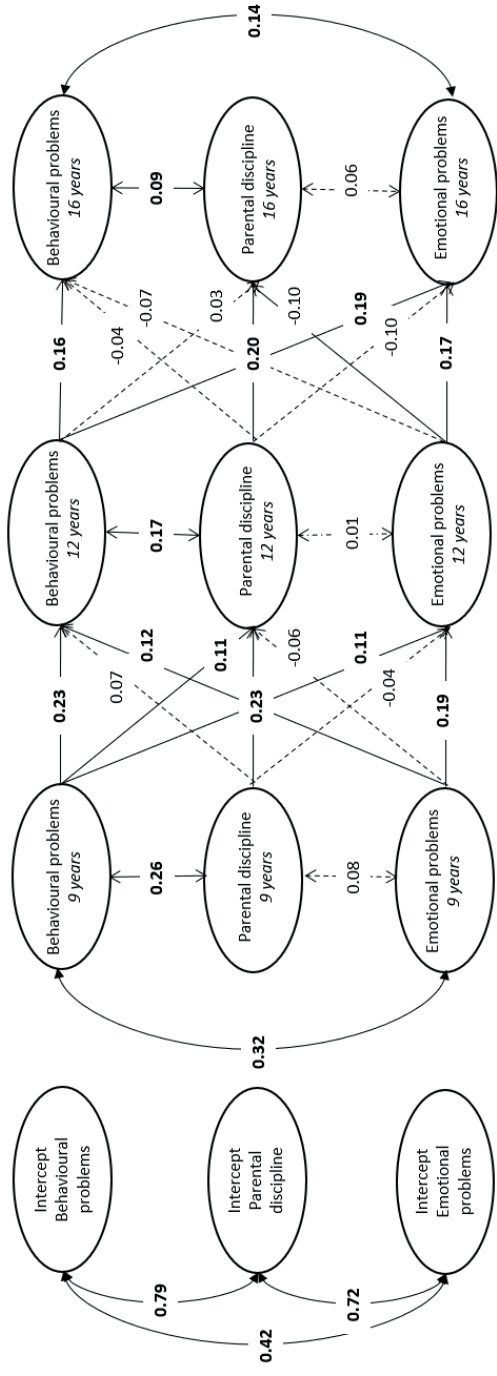 Intercept
Behavioural
problems
Intercept
Parental
discipline
Intercept
Emotional
problems
0.79
0.42
0.72
0.32
Behavioural problems
9 years
0.26
Parental discipline
9 years
0.08
Emotional problems
9 years
0.23
0.07
0.12
0.11
0.23
-0.06
0.11
-0.04
0.19
Behavioural problems
12 years
0.17
Parental discipline
12 years
0.01
Emotional problems
12 years
0.16
-0.04
-0.07
0.03
0.20
-0.10
0.19
-0.10
0.17
Behavioural problems
16 years
0.09
Parental discipline
16 years
0.06
Emotional problems
16 years
0.14